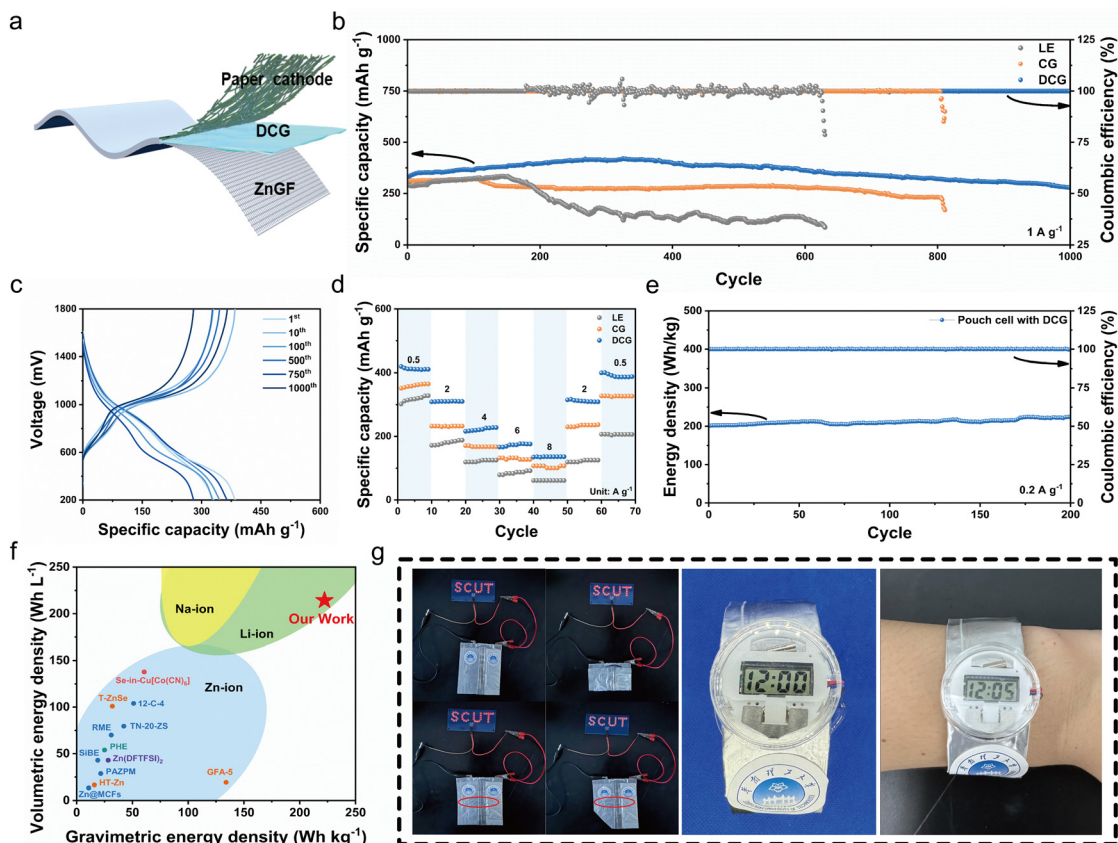 a
Paper cathode
DCG
ZnGF
b
Specific capacity (mAh g⁻¹)
1000
750
500
250
0
LE
CG
DCG
125
100
75
50
25
Coulombic efficiency (%)
1 A g⁻¹
0
200
400
600
800
1000
Cycle
c
Voltage (mV)
1800
1400
1000
600
200
1ˢᵗ
10ᵗʰ
100ᵗʰ
500ᵗʰ
750ᵗʰ
1000ᵗʰ
0
150
300
450
600
Specific capacity (mAh g⁻¹)
d
Specific capacity (mAh g⁻¹)
600
400
200
0
LE
CG
DCG
0.5
2
4
6
8
2
0.5
Unit: A g⁻¹
0
10
20
30
40
50
60
70
Cycle
e
Energy density (Wh/kg)
500
400
300
200
100
0
Pouch cell with DCG
125
100
75
50
25
0
Coulombic efficiency (%)
0.2 A g⁻¹
0
50
100
150
200
Cycle
f
Volumetric energy density (Wh L⁻¹)
250
200
150
100
50
0
Na-ion
Li-ion
Our Work
Zn-ion
Se-in-Cu[Co(CN)₆]
T-ZnSe
12-C-4
RME
TN-20-ZS
PHE
SiBE
Zn(DFTFSI)₂
PAZPM
HT-Zn
GFA-5
Zn@MCFs
0
50
100
150
200
250
Gravimetric energy density (Wh kg⁻¹)
g
SCUT
SCUT
SCUT
SCUT
12:00
12:05